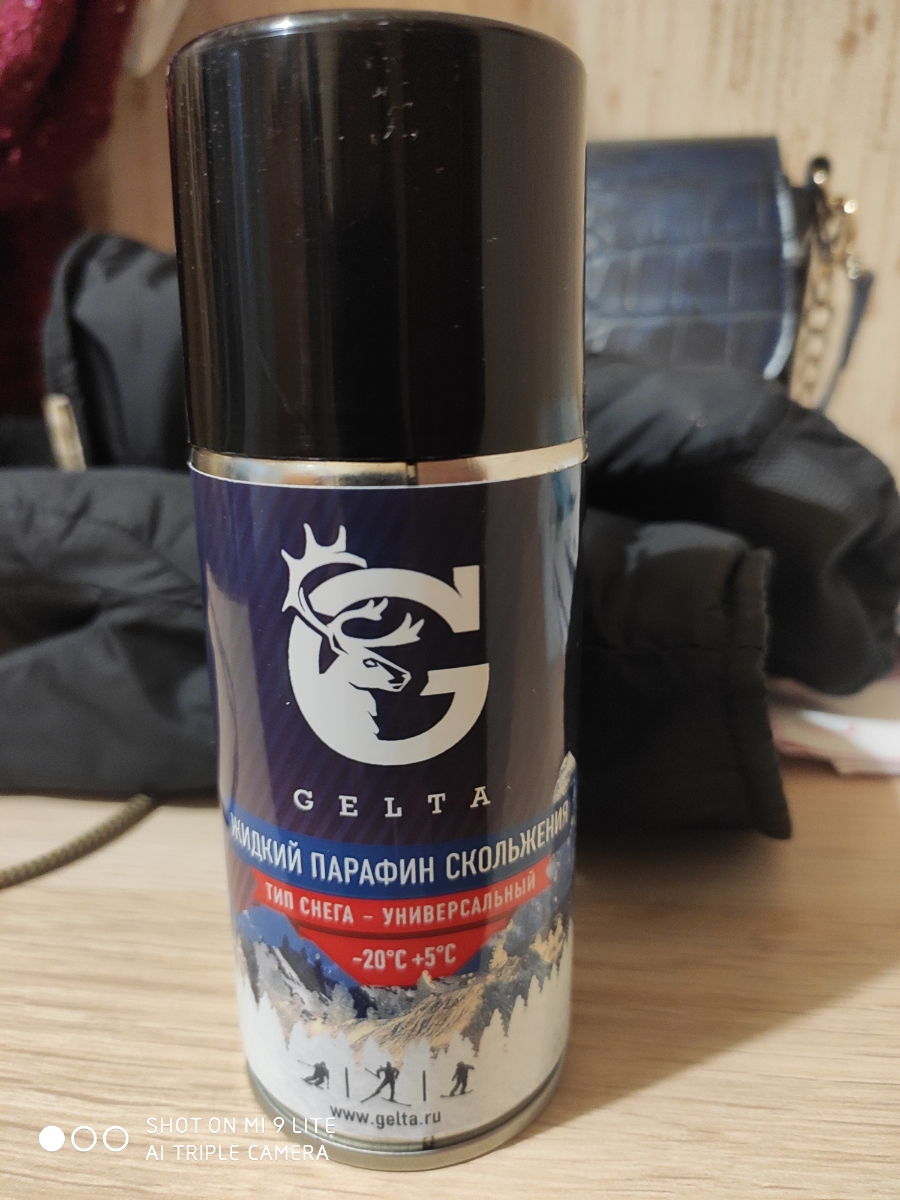 G
GELTA
ЖИДКИЙ ПАРАФИН СКОЛЬЖЕНИЯ
ТИП СНЕГА – УНИВЕРСАЛЬНЫЙ
-20°C +5°C
www.gelta.ru
SHOT ON MI 9 LITE
AI TRIPLE CAMERA